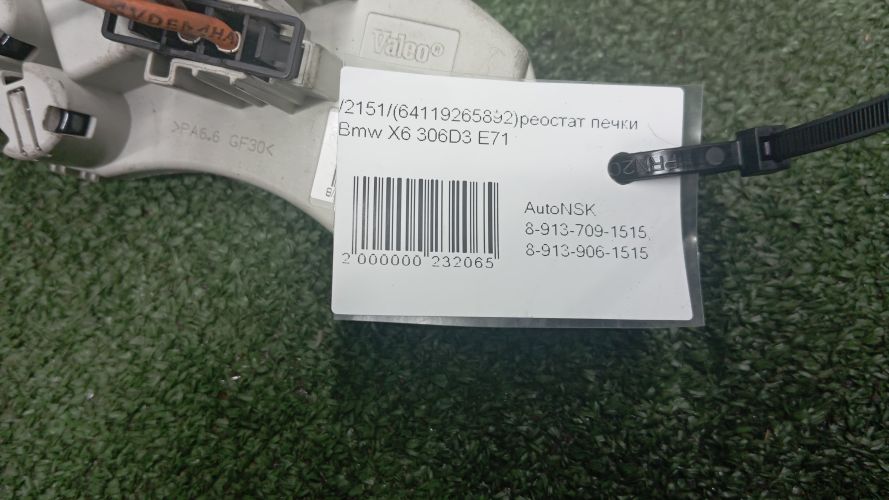 Valeo®
>PA6.6 GF30<
/2151/(64119265892)реостат печки
Bmw X6 306D3 E71
AutoNSK
8-913-709-1515,
8-913-906-1515
2 000000 232065